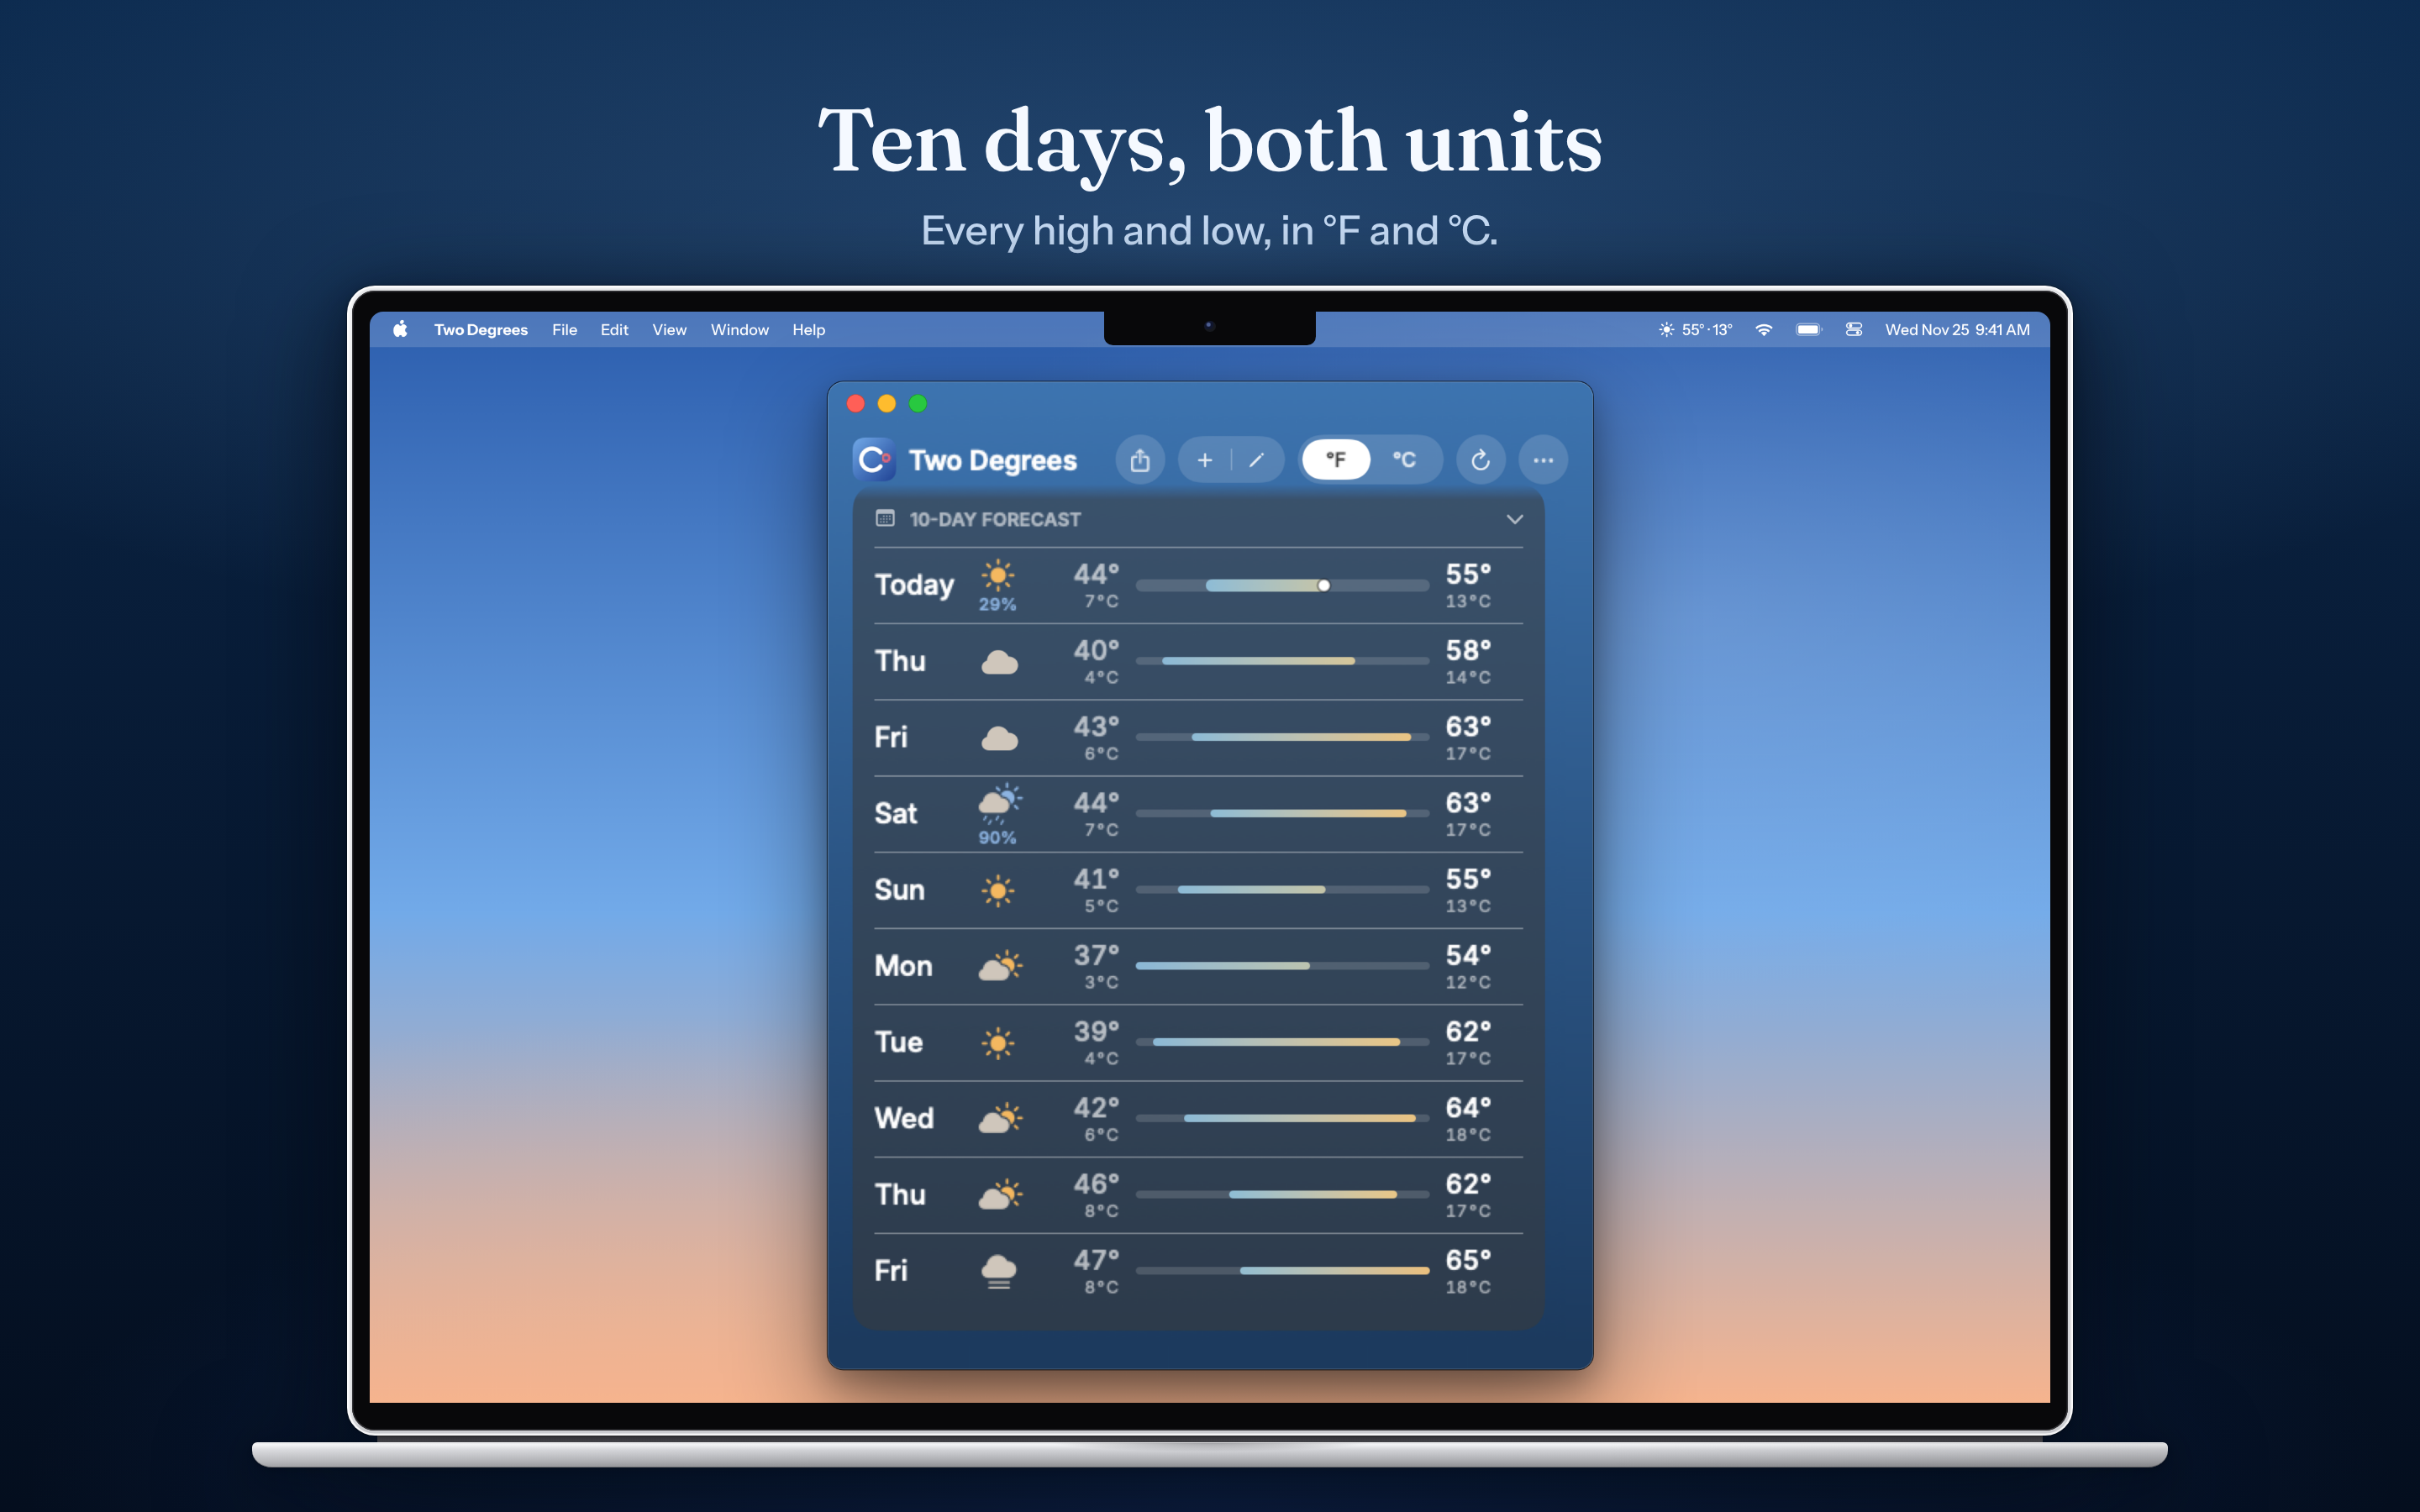 Ten days, both units
Every high and low, in °F and °C.
Two Degrees File Edit View Window Help 55° · 13° Wed Nov 25 9:41 AM
Two Degrees °F °C
10-DAY FORECAST
Today 29% 44° 7°C 55° 13°C
Thu 40° 4°C 58° 14°C
Fri 43° 6°C 63° 17°C
Sat 90% 44° 7°C 63° 17°C
Sun 41° 5°C 55° 13°C
Mon 37° 3°C 54° 12°C
Tue 39° 4°C 62° 17°C
Wed 42° 6°C 64° 18°C
Thu 46° 8°C 62° 17°C
Fri 47° 8°C 65° 18°C